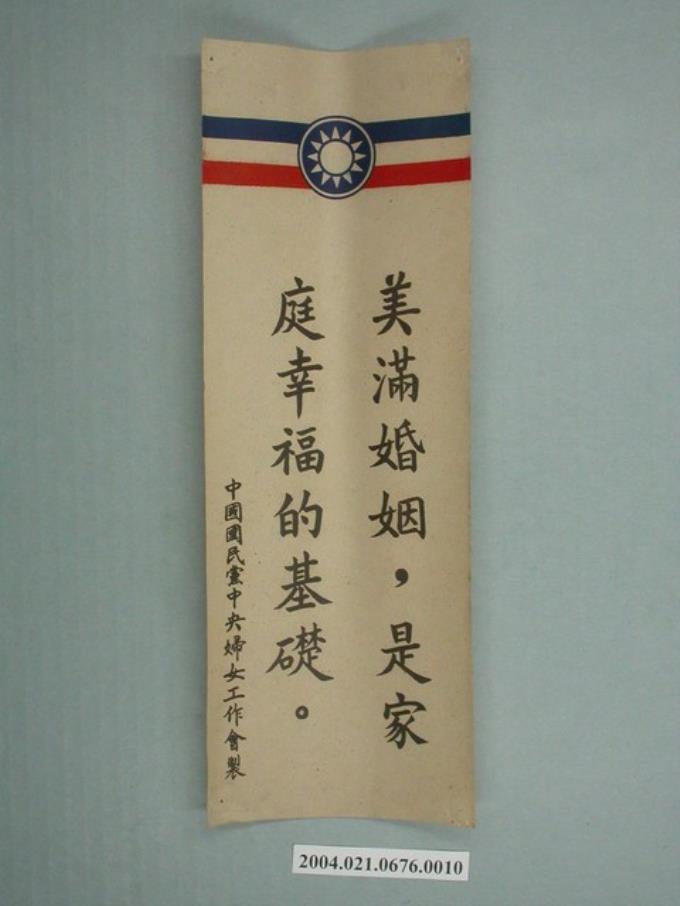 美滿婚姻，是家
庭幸福的基礎。
中國國民黨中央婦女工作會製
2004.021.0676.0010